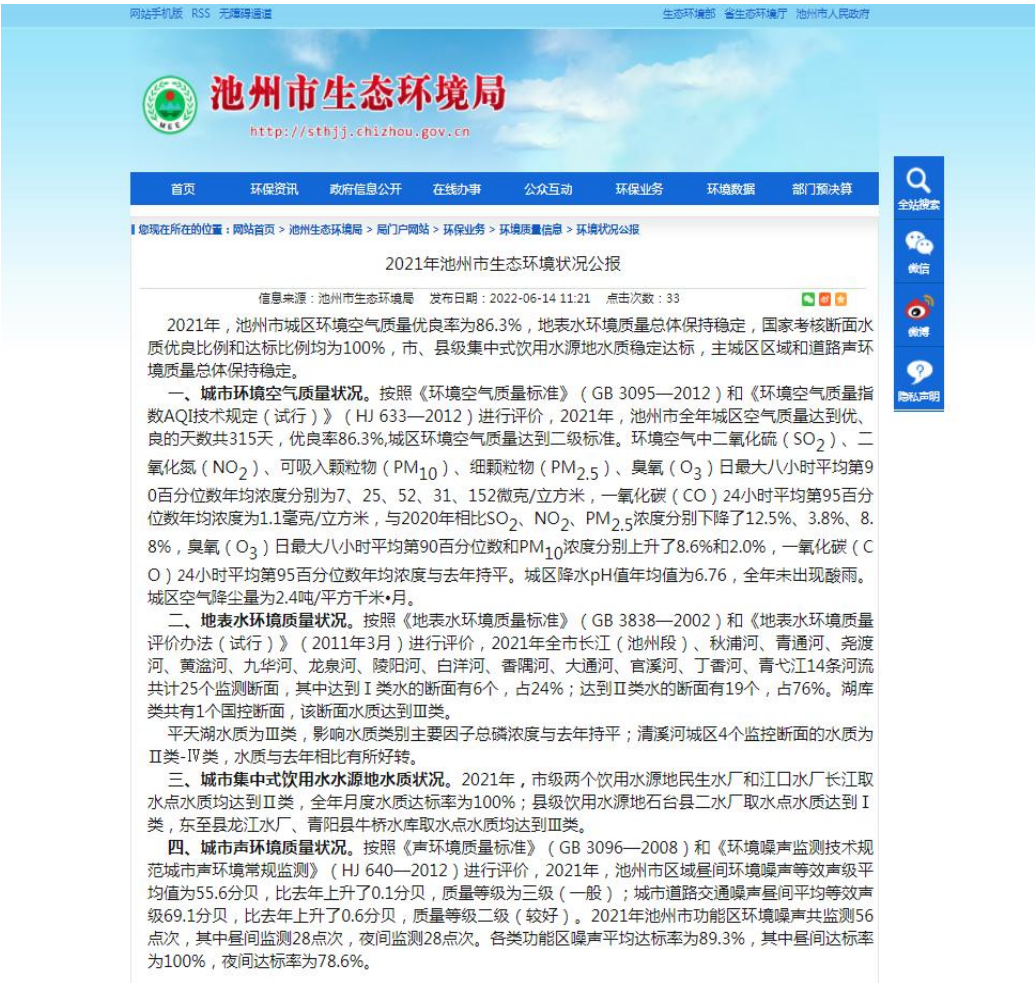 网站手机版 RSS 无障碍通道
生态环境部 省生态环境厅 池州市人民政府
MEE
池州市生态环境局
http://sthjj.chizhou.gov.cn
首页 环保资讯 政府信息公开 在线办事 公众互动 环保业务 环境数据 部门预决算
全站搜索
微信
微博
隐私声明
您现在所在的位置：网站首页 > 池州生态环境局 > 局门户网站 > 环保业务 > 环境质量信息 > 环境状况公报
2021年池州市生态环境状况公报
信息来源：池州市生态环境局 发布日期：2022-06-14 11:21 点击次数：33
2021年，池州市城区环境空气质量优良率为86.3%，地表水环境质量总体保持稳定，国家考核断面水
质优良比例和达标比例均为100%，市、县级集中式饮用水源地水质稳定达标，主城区区域和道路声环
境质量总体保持稳定。
一、城市环境空气质量状况。按照《环境空气质量标准》（GB 3095—2012）和《环境空气质量指
数AQI技术规定（试行）》（HJ 633—2012）进行评价，2021年，池州市全年城区空气质量达到优、
良的天数共315天，优良率86.3%,城区环境空气质量达到二级标准。环境空气中二氧化硫（SO2）、二
氧化氮（NO2）、可吸入颗粒物（PM10）、细颗粒物（PM2.5）、臭氧（O3）日最大八小时平均第9
0百分位数年均浓度分别为7、25、52、31、152微克/立方米，一氧化碳（CO）24小时平均第95百分
位数年均浓度为1.1毫克/立方米，与2020年相比SO2、NO2、PM2.5浓度分别下降了12.5%、3.8%、8.
8%，臭氧（O3）日最大八小时平均第90百分位数和PM10浓度分别上升了8.6%和2.0%，一氧化碳（C
O）24小时平均第95百分位数年均浓度与去年持平。城区降水pH值年均值为6.76，全年未出现酸雨。
城区空气降尘量为2.4吨/平方千米•月。
二、地表水环境质量状况。按照《地表水环境质量标准》（GB 3838—2002）和《地表水环境质量
评价办法（试行）》（2011年3月）进行评价，2021年全市长江（池州段）、秋浦河、青通河、尧渡
河、黄湓河、九华河、龙泉河、陵阳河、白洋河、香隅河、大通河、官溪河、丁香河、青弋江14条河流
共计25个监测断面，其中达到Ⅰ类水的断面有6个，占24%；达到Ⅱ类水的断面有19个，占76%。湖库
类共有1个国控断面，该断面水质达到Ⅲ类。
平天湖水质为Ⅲ类，影响水质类别主要因子总磷浓度与去年持平；清溪河城区4个监控断面的水质为
Ⅱ类-Ⅳ类，水质与去年相比有所好转。
三、城市集中式饮用水水源地水质状况。2021年，市级两个饮用水源地民生水厂和江口水厂长江取
水点水质均达到Ⅱ类，全年月度水质达标率为100%；县级饮用水源地石台县二水厂取水点水质达到Ⅰ
类，东至县龙江水厂、青阳县牛桥水库取水点水质均达到Ⅲ类。
四、城市声环境质量状况。按照《声环境质量标准》（GB 3096—2008）和《环境噪声监测技术规
范城市声环境常规监测》（HJ 640—2012）进行评价，2021年，池州市区域昼间环境噪声等效声级平
均值为55.6分贝，比去年上升了0.1分贝，质量等级为三级（一般）；城市道路交通噪声昼间平均等效声
级69.1分贝，比去年上升了0.6分贝，质量等级二级（较好）。2021年池州市功能区环境噪声共监测56
点次，其中昼间监测28点次，夜间监测28点次。各类功能区噪声平均达标率为89.3%，其中昼间达标率
为100%，夜间达标率为78.6%。